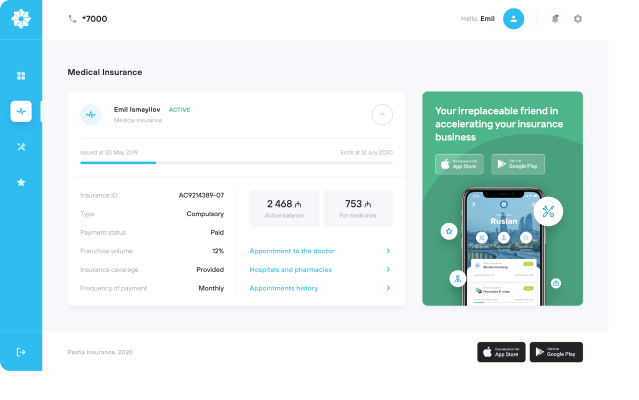 *7000
Hello, Emil
Medical Insurance
Emil Ismayilov ACTIVE
Medical Insurance
Issued at 20 May 2019
Ends at 12 July 2020
Insurance ID AC9214389-07
Type Compulsory
Payment status Paid
Franchise volume 12%
Insurance cavarage Provided
Frequency of payment Monthly
2 468 ₼
Active balance
753 ₼
For medicines
Appointment to the doctor
Hospitals and pharmacies
Appointments history
Your irreplaceable friend in
accelerating your insurance
business
Download on the
App Store
Get it on
Google Play
Ruslan
Pasha Insurance, 2020
Download on the
App Store
Get it on
Google Play